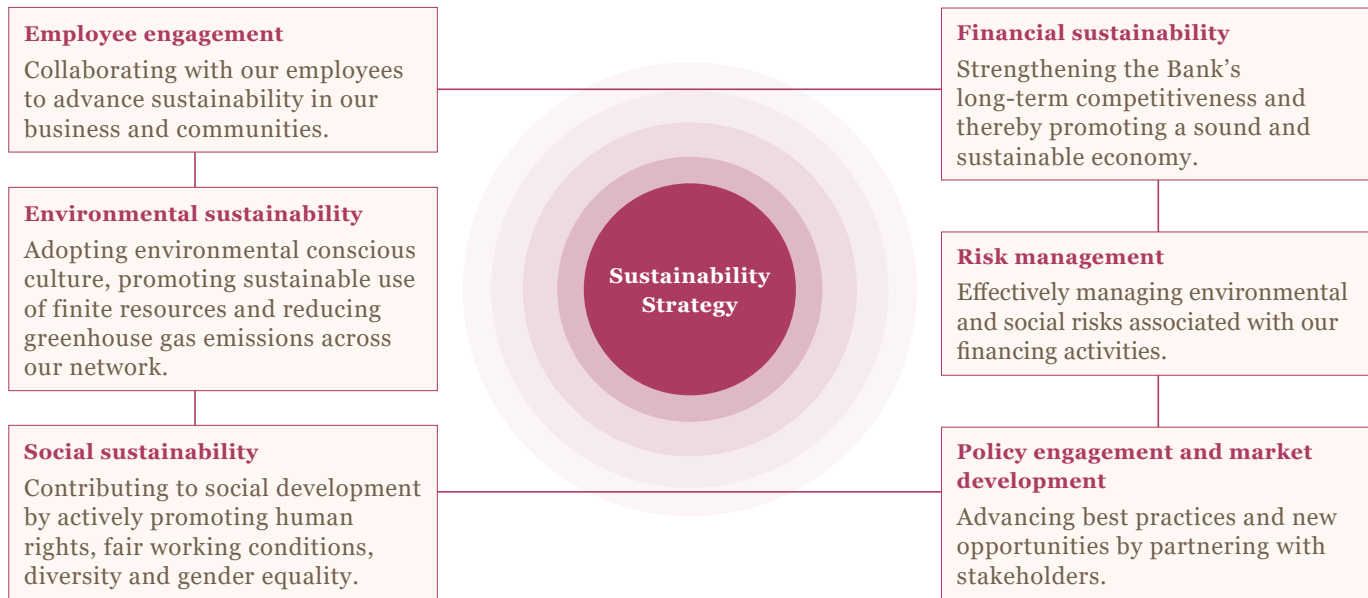 Employee engagement
Collaborating with our employees
to advance sustainability in our
business and communities.
Environmental sustainability
Adopting environmental conscious
culture, promoting sustainable use
of finite resources and reducing
greenhouse gas emissions across
our network.
Social sustainability
Contributing to social development
by actively promoting human
rights, fair working conditions,
diversity and gender equality.
Sustainability
Strategy
Financial sustainability
Strengthening the Bank’s
long-term competitiveness and
thereby promoting a sound and
sustainable economy.
Risk management
Effectively managing environmental
and social risks associated with our
financing activities.
Policy engagement and market
development
Advancing best practices and new
opportunities by partnering with
stakeholders.